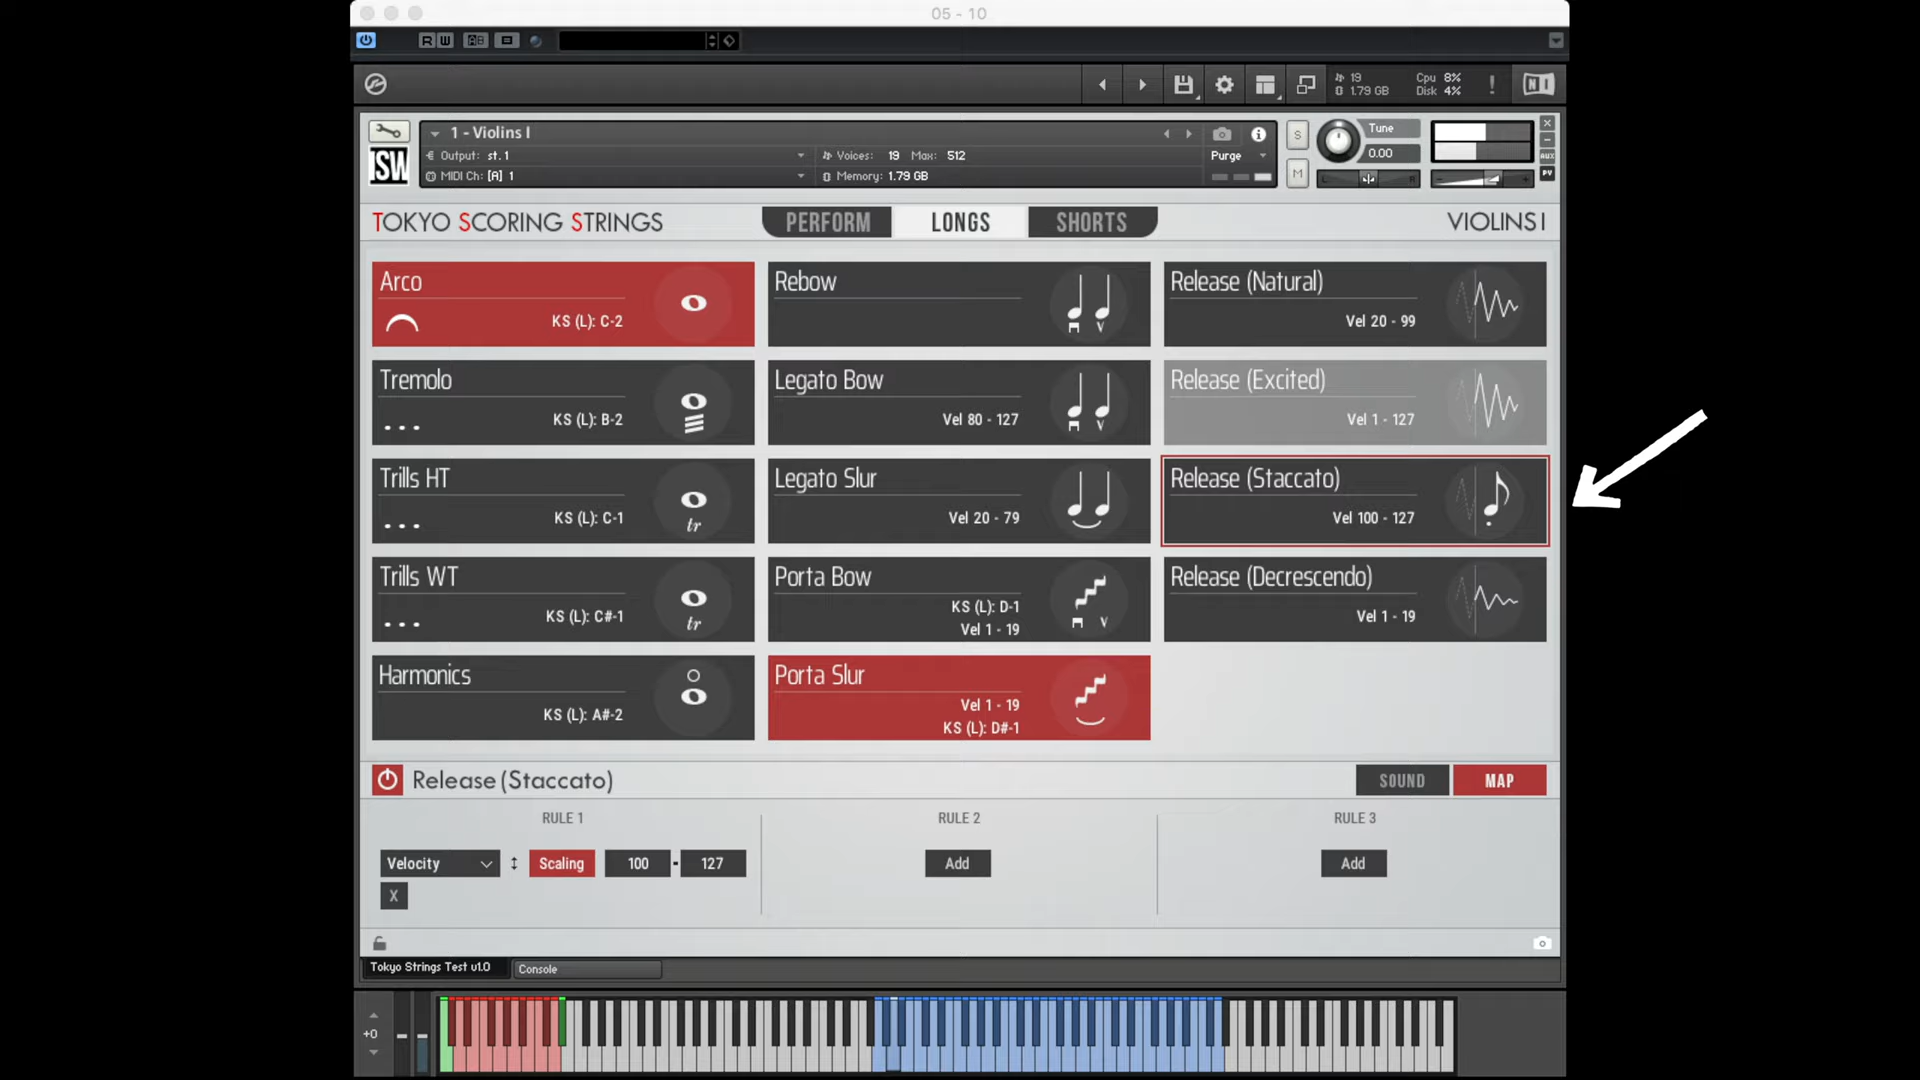 05 - 10
R W
AB
19
1.79 GB
Cpu 8%
Disk 4%
!
NI
1 - Violins I
Output: st.1
Voices: 19 Max: 512
MIDI Ch: [A] 1
Memory: 1.79 GB
Purge
S
M
Tune
0.00
L R
AUX
PV
ISW
TOKYO SCORING STRINGS
PERFORM
LONGS
SHORTS
VIOLINS I
Arco
KS (L): C-2
Rebow
Release (Natural)
Vel 20 - 99
Tremolo
KS (L): B-2
Legato Bow
Vel 80 - 127
Release (Excited)
Vel 1 - 127
Trills HT
KS (L): C-1
tr
Legato Slur
Vel 20 - 79
Release (Staccato)
Vel 100 - 127
Trills WT
KS (L): C#-1
tr
Porta Bow
KS (L): D-1
Vel 1 - 19
Release (Decrescendo)
Vel 1 - 19
Harmonics
KS (L): A#-2
Porta Slur
Vel 1 - 19
KS (L): D#-1
Release (Staccato)
SOUND
MAP
RULE 1
RULE 2
RULE 3
Velocity
Scaling
100 - 127
Add
Add
X
Tokyo Strings Test v1.0
Console
+0